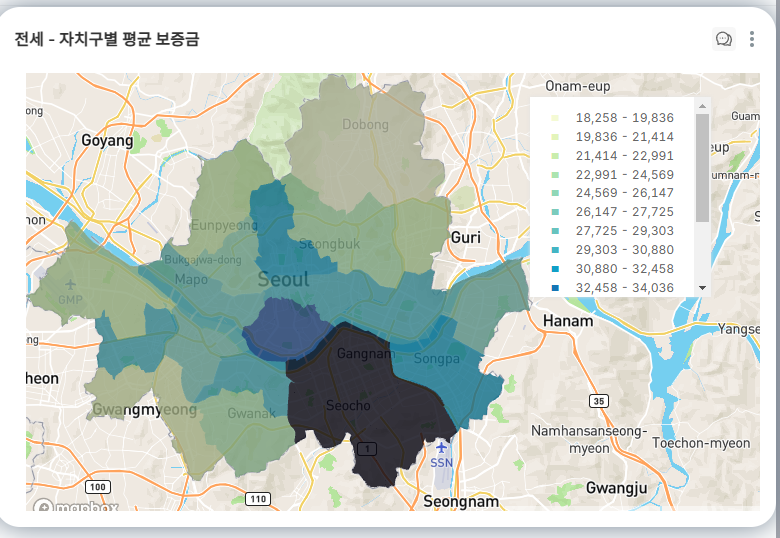 전세 - 자치구별 평균 보증금
Onam-eup
18,258 - 19,836
19,836 - 21,414
21,414 - 22,991
22,991 - 24,569
24,569 - 26,147
26,147 - 27,725
27,725 - 29,303
29,303 - 30,880
30,880 - 32,458
32,458 - 34,036
ong
Goyang
Dobong
Guam
eup
umnam-r
Eunpyeong
Seongbuk
Guri
Bukgajwa-dong
Mapo
Seoul
GMP
Hanam
Yangse
ng
Gangnam
Songpa
heon
Gwangmyeong
Gwanak
Seocho
35
1
SSN
Namhansanseong-
myeon
Toechon-myeon
100
110
Seongnam
Gwangju
mapbox